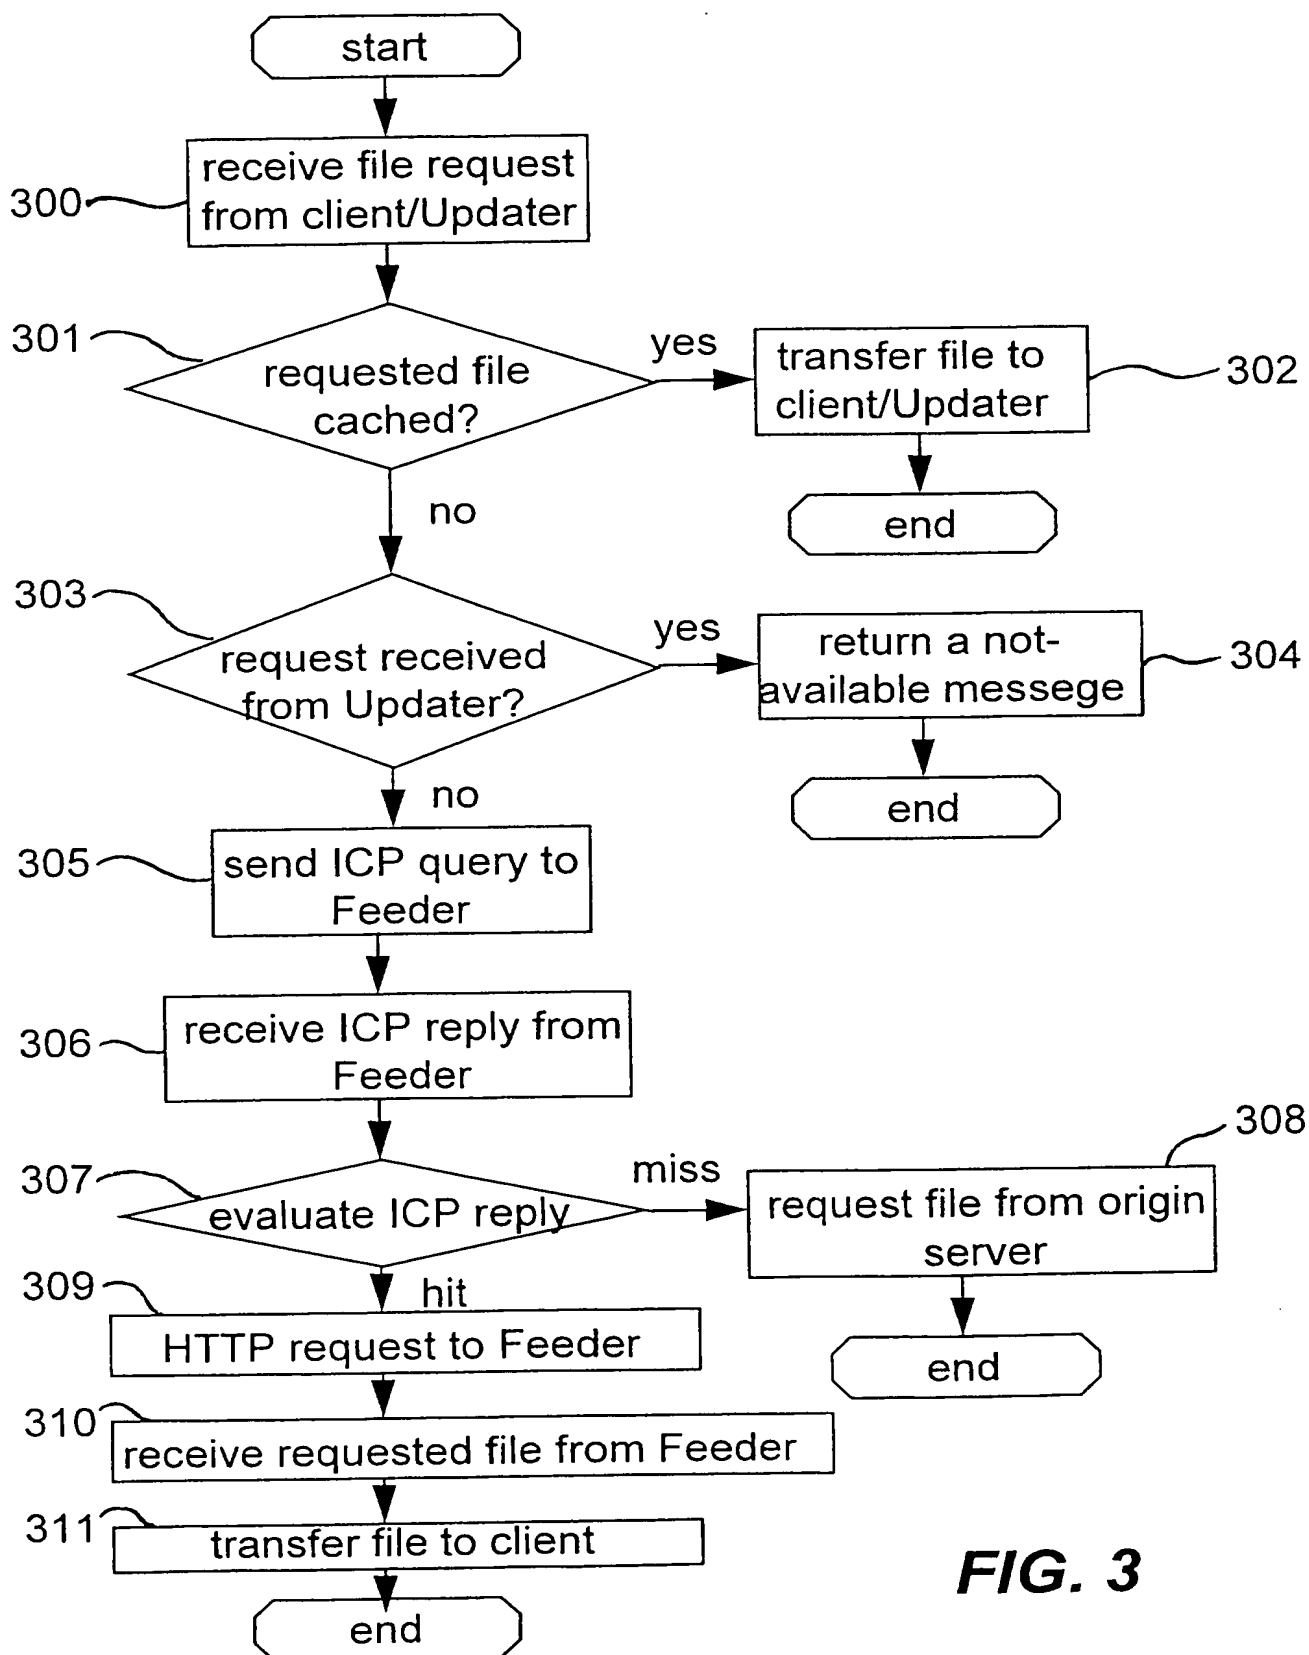 start
300
receive file request
from client/Updater
301
requested file
cached?
yes
transfer file to
client/Updater
302
end
no
303
request received
from Updater?
yes
return a not-
available messege
304
end
no
305
send ICP query to
Feeder
306
receive ICP reply from
Feeder
307
evaluate ICP reply
miss
308
request file from origin
server
end
hit
309
HTTP request to Feeder
310
receive requested file from Feeder
311
transfer file to client
end
FIG. 3